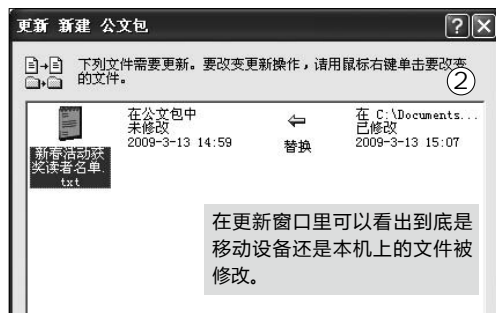 更新 新建 公文包
下列文件需要更新。要改变更新操作，请用鼠标右键单击要改变
的文件。
②
在公文包中
未修改
2009-3-13 14:59
替换
在 C:\Documents...
已修改
2009-3-13 15:07
新春活动获
奖读者名单.
txt
在更新窗口里可以看出到底是
移动设备还是本机上的文件被
修改。